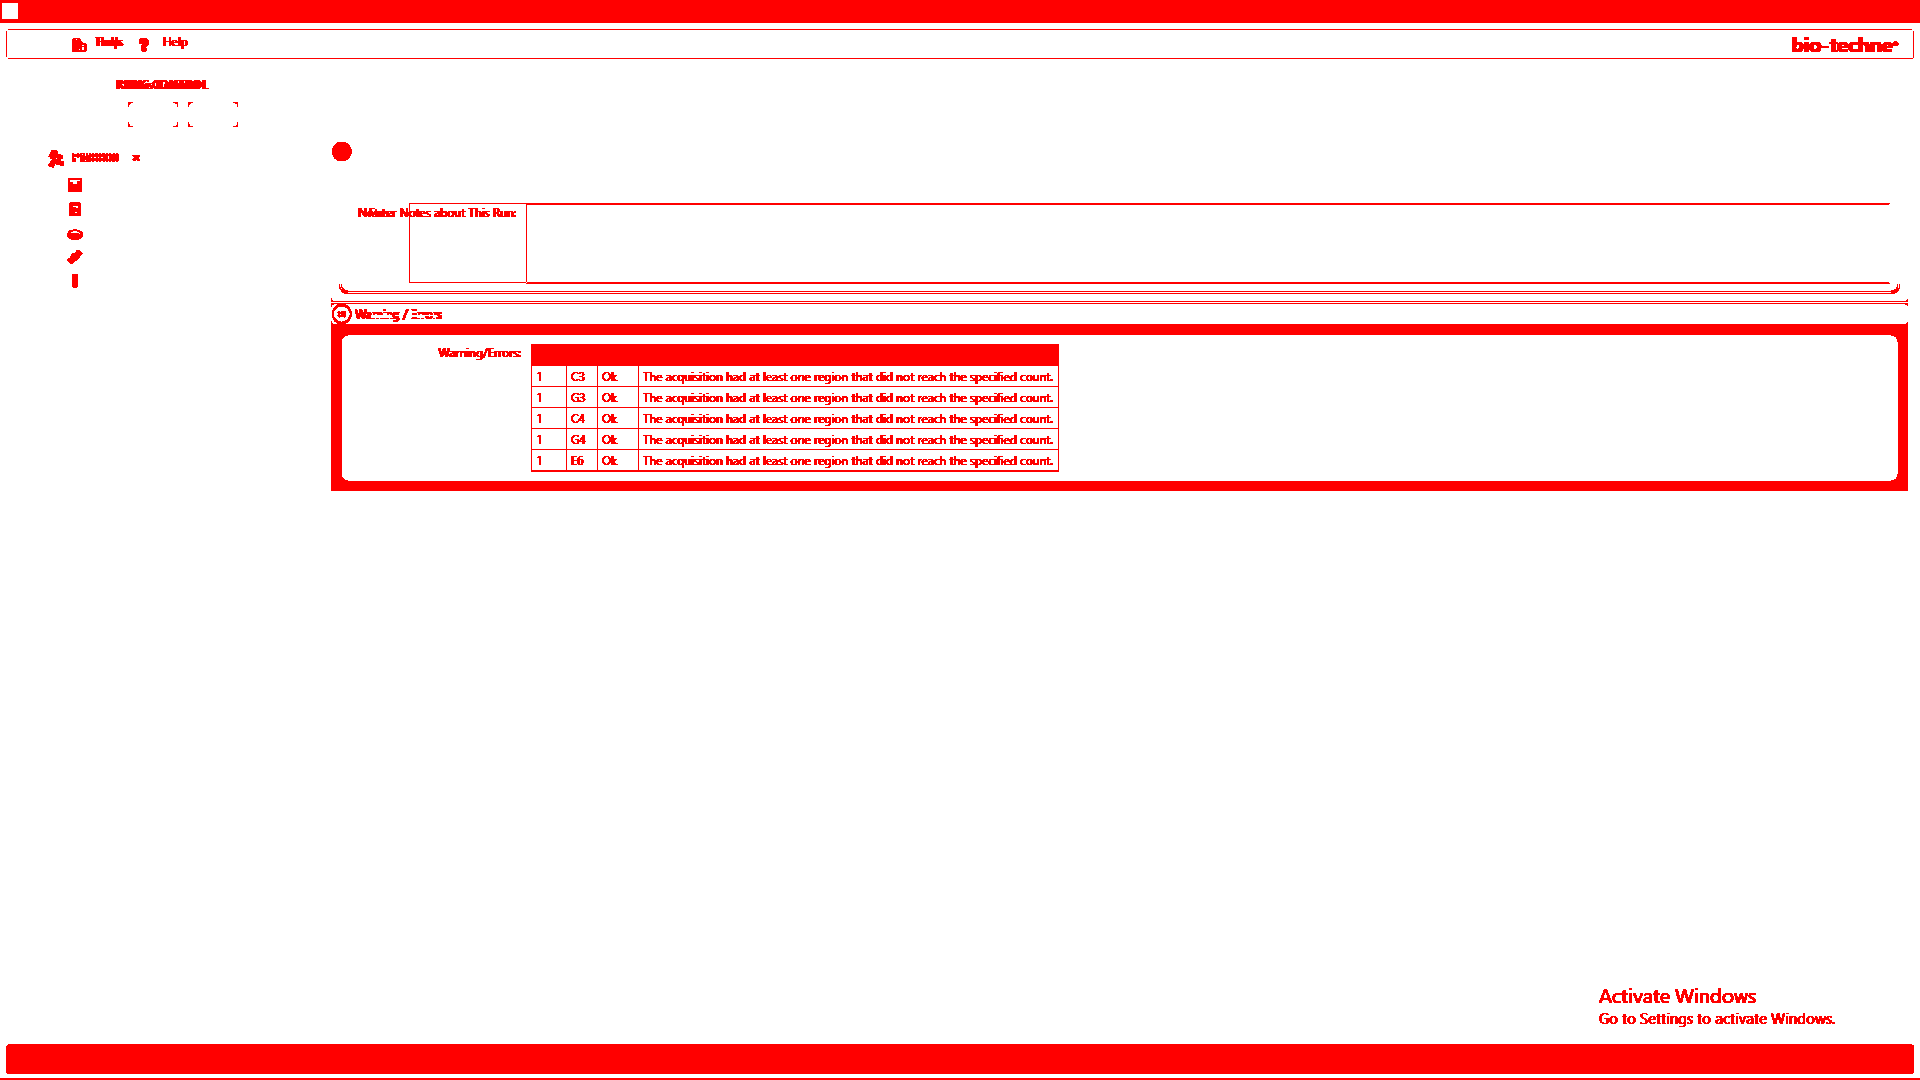 Help
bio-techne
Notes about This Run:
Warning / Errors
Warning/Errors:
1 C3 Ok The acquisition had at least one region that did not reach the specified count.
1 G3 Ok The acquisition had at least one region that did not reach the specified count.
1 C4 Ok The acquisition had at least one region that did not reach the specified count.
1 G4 Ok The acquisition had at least one region that did not reach the specified count.
1 E6 Ok The acquisition had at least one region that did not reach the specified count.
Activate Windows
Go to Settings to activate Windows.